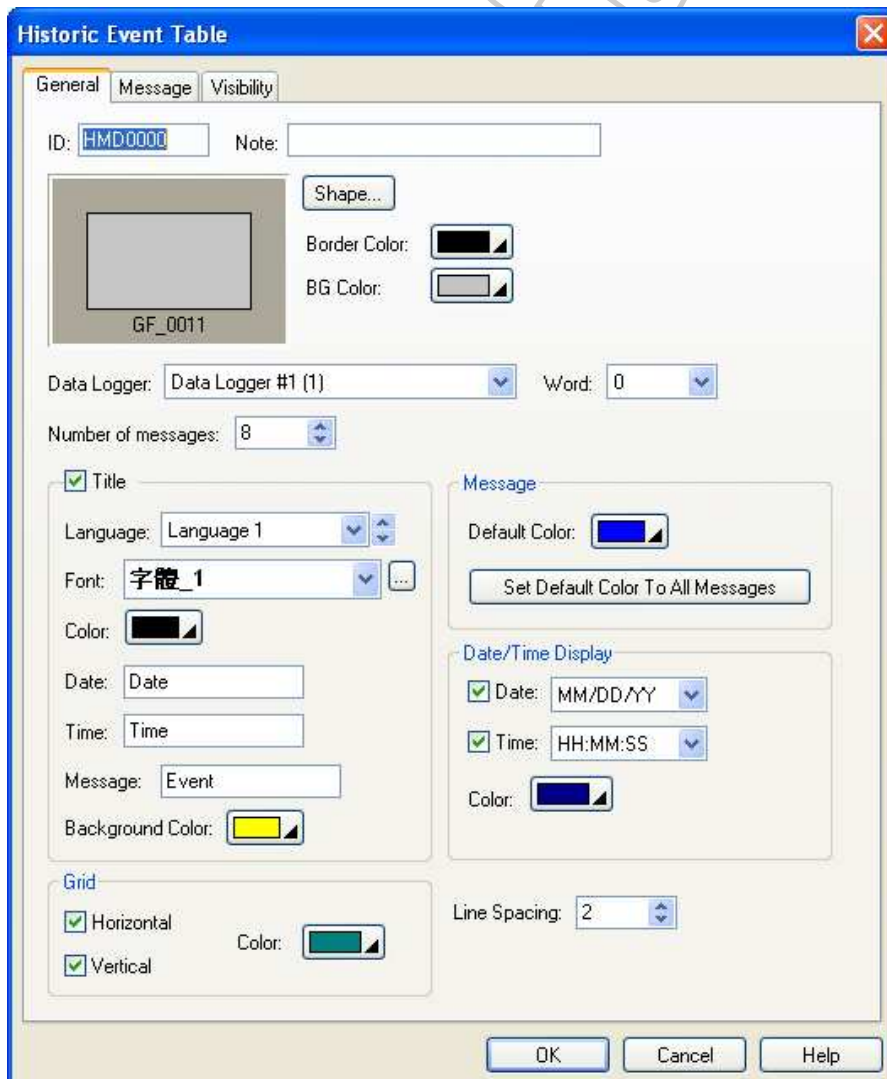 Historic Event Table
General Message Visibility
ID: HMD0000 Note:
Shape...
Border Color:
BG Color:
GF_0011
Data Logger: Data Logger #1 (1) Word: 0
Number of messages: 8
Title
Language: Language 1
Font: 字體_1 ...
Color:
Date: Date
Time: Time
Message: Event
Background Color:
Message
Default Color:
Set Default Color To All Messages
Date/Time Display
Date: MM/DD/YY
Time: HH:MM:SS
Color:
Grid
Horizontal
Vertical
Color:
Line Spacing: 2
OK Cancel Help